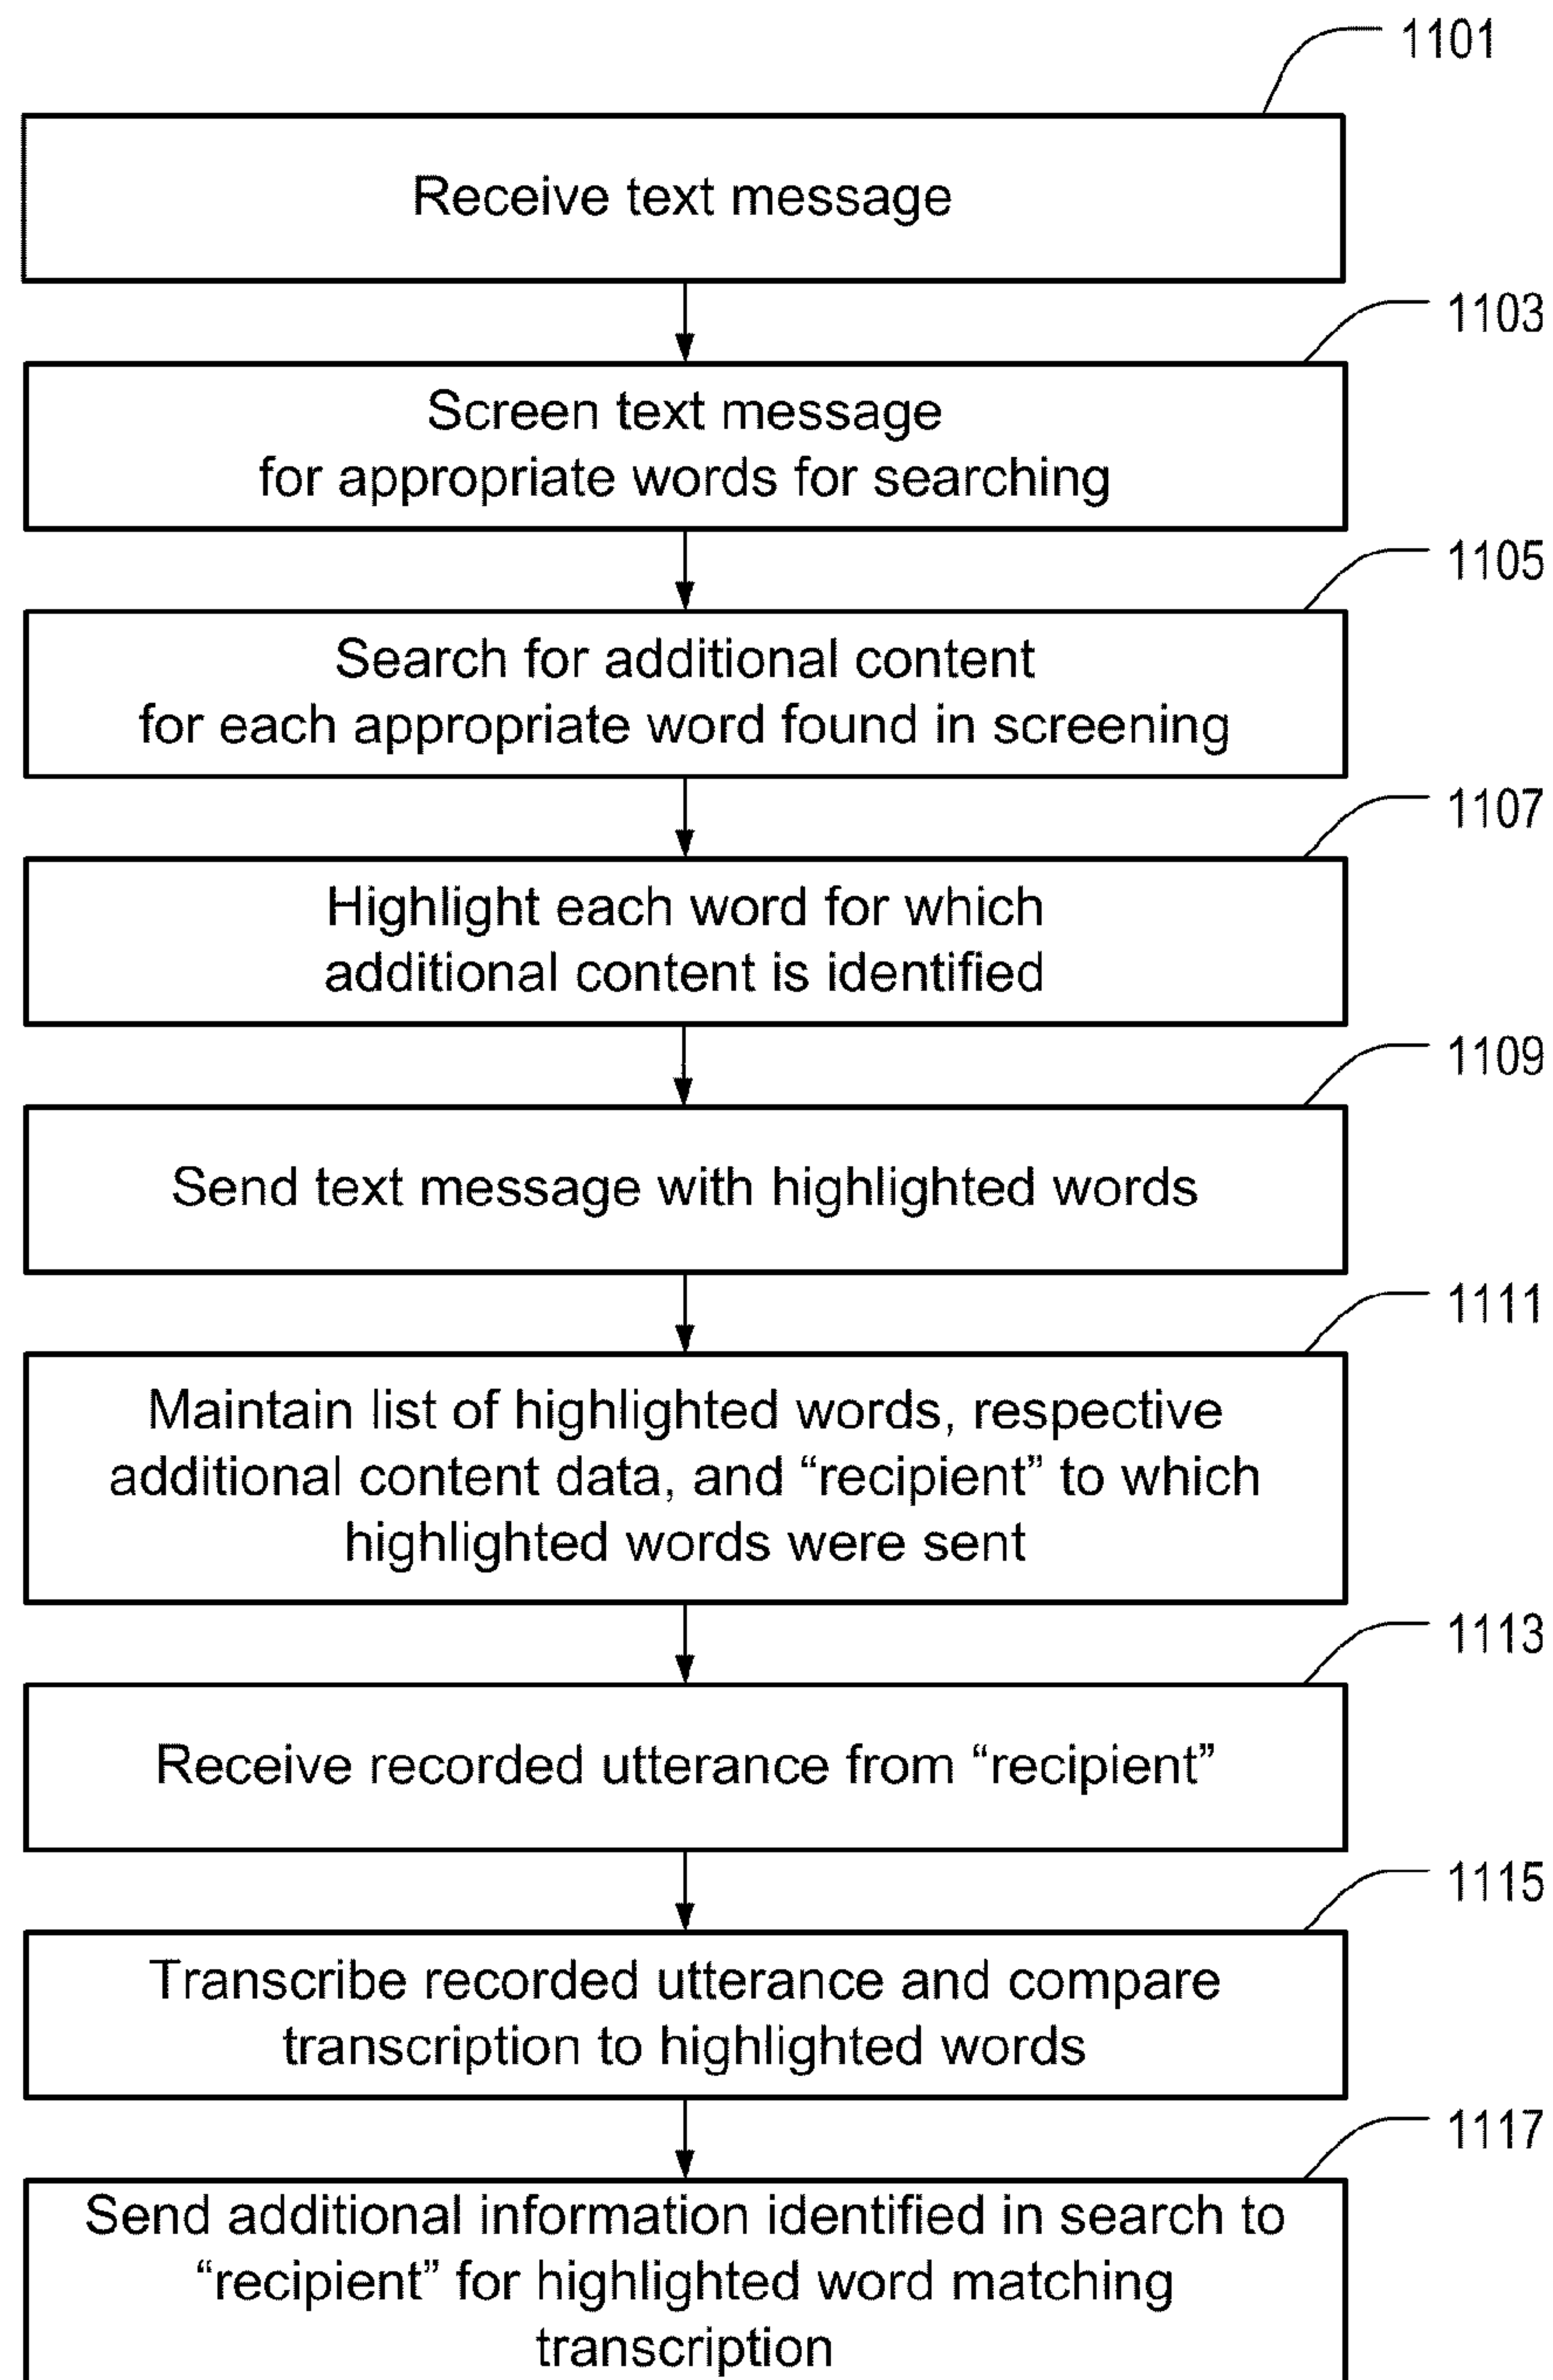 1101
Receive text message
1103
Screen text message
for appropriate words for searching
1105
Search for additional content
for each appropriate word found in screening
1107
Highlight each word for which
additional content is identified
1109
Send text message with highlighted words
1111
Maintain list of highlighted words, respective
additional content data, and “recipient” to which
highlighted words were sent
1113
Receive recorded utterance from “recipient”
1115
Transcribe recorded utterance and compare
transcription to highlighted words
1117
Send additional information identified in search to
“recipient” for highlighted word matching
transcription